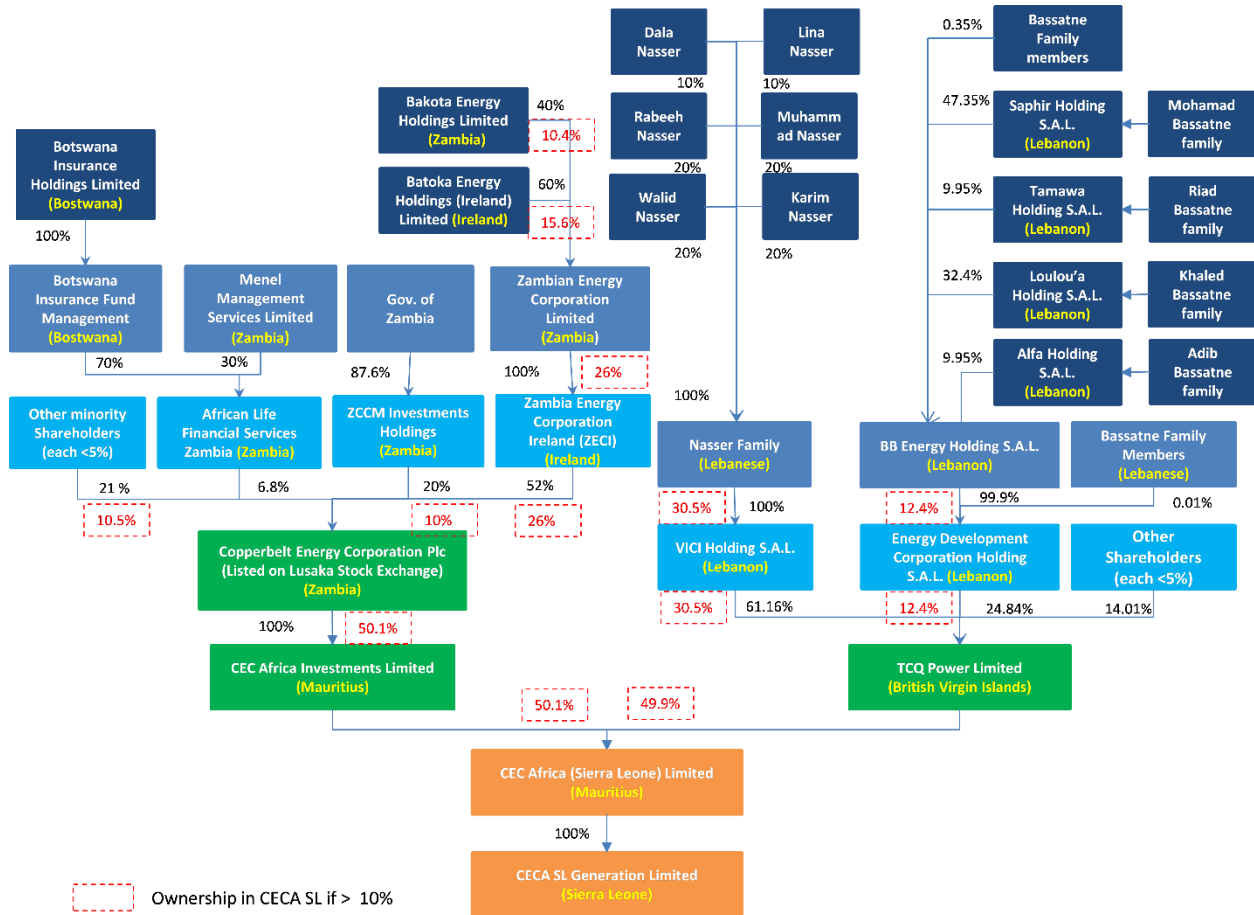 Dala
Nasser
Lina
Nasser
10%
10%
0.35%
Bassatne
Family
members
Bakota Energy
Holdings Limited
(Zambia)
40%
10.4%
Rabeeh
Nasser
Muhamm
ad Nasser
20%
20%
47.35%
Saphir Holding
S.A.L.
(Lebanon)
Mohamad
Bassatne
family
Botswana
Insurance
Holdings Limited
(Bostwana)
100%
Batoka Energy
Holdings (Ireland)
Limited (Ireland)
60%
15.6%
Walid
Nasser
Karim
Nasser
20%
20%
9.95%
Tamawa
Holding S.A.L.
(Lebanon)
Riad
Bassatne
family
Botswana
Insurance Fund
Management
(Bostwana)
Menel
Management
Services Limited
(Zambia)
Gov. of
Zambia
Zambian Energy
Corporation
Limited
(Zambia)
32.4%
Loulou’a
Holding S.A.L.
(Lebanon)
Khaled
Bassatne
family
70%
30%
87.6%
100%
26%
9.95%
Alfa Holding
S.A.L.
(Lebanon)
Adib
Bassatne
family
100%
Other minority
Shareholders
(each <5%)
African Life
Financial Services
Zambia (Zambia)
ZCCM Investments
Holdings
(Zambia)
Zambia Energy
Corporation
Ireland (ZECI)
(Ireland)
Nasser Family
(Lebanese)
BB Energy Holding S.A.L.
(Lebanon)
Bassatne Family
Members
(Lebanese)
21 %
6.8%
20%
52%
10.5%
10%
26%
30.5%
100%
12.4%
99.9%
0.01%
Copperbelt Energy Corporation Plc
(Listed on Lusaka Stock Exchange)
(Zambia)
VICI Holding S.A.L.
(Lebanon)
Energy Development
Corporation Holding
S.A.L. (Lebanon)
Other
Shareholders
(each <5%)
100%
50.1%
30.5%
61.16%
12.4%
24.84%
14.01%
CEC Africa Investments Limited
(Mauritius)
TCQ Power Limited
(British Virgin Islands)
50.1%
49.9%
CEC Africa (Sierra Leone) Limited
(Mauritius)
100%
CECA SL Generation Limited
(Sierra Leone)
Ownership in CECA SL if > 10%